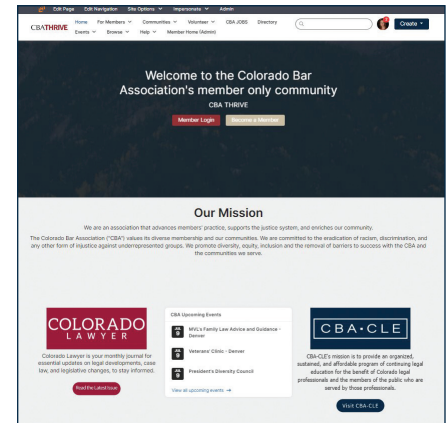 Edit Page Edit Navigation Site Options Impersonate Admin
CBATHRIVE
Home For Members Communities Volunteer CBA JOBS Directory
Events Browse Help Member Home (Admin)
Create
Welcome to the Colorado Bar
Association's member only community
CBA THRIVE
Member Login Become a Member
Our Mission
We are an association that advances members' practice, supports the justice system, and enriches our community.
The Colorado Bar Association ("CBA") values its diverse membership and our communities. We are committed to the eradication of racism, discrimination, and
any other form of injustice against underrepresented groups. We promote diversity, equity, inclusion and the removal of barriers to success with the CBA and
the communities we serve.
COLORADO
LAWYER
Colorado Lawyer is your monthly journal for
essential updates on legal developments, case
law, and legislative changes, to stay informed.
Read the Latest Issue
CBA Upcoming Events
JUL
9
MVL's Family Law Advice and Guidance -
Denver
JUL
9
Veterans' Clinic - Denver
JUL
9
President's Diversity Council
View all upcoming events →
CBA•CLE
CBA-CLE's mission is to provide an organized,
sustained, and affordable program of continuing legal
education for the benefit of Colorado legal
professionals and the members of the public who are
served by those professionals.
Visit CBA-CLE